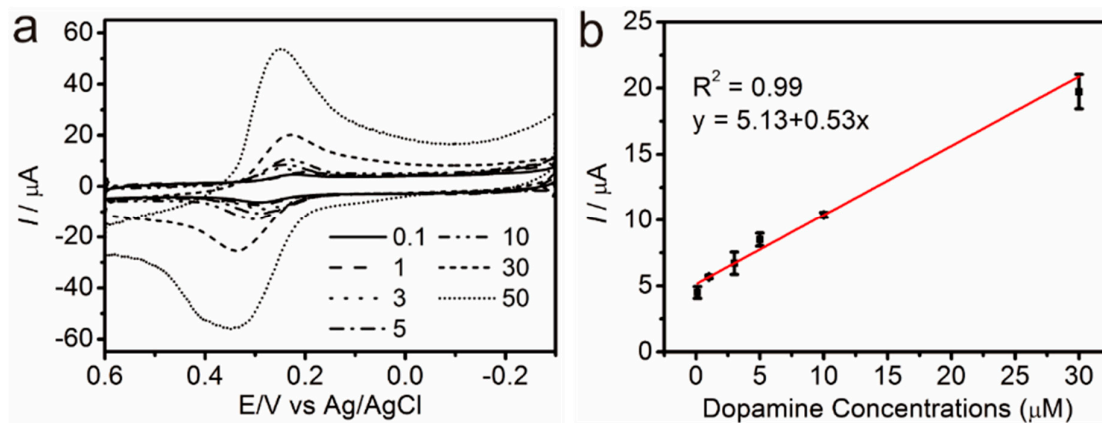 a
60
40
20
0
-20
-40
-60
I / μA
0.1 10
1 30
3 50
5
0.6 0.4 0.2 0.0 -0.2
E/V vs Ag/AgCl
b
25
20
15
10
5
0
I / μA
R² = 0.99
y = 5.13+0.53x
0 5 10 15 20 25 30
Dopamine Concentrations (μM)